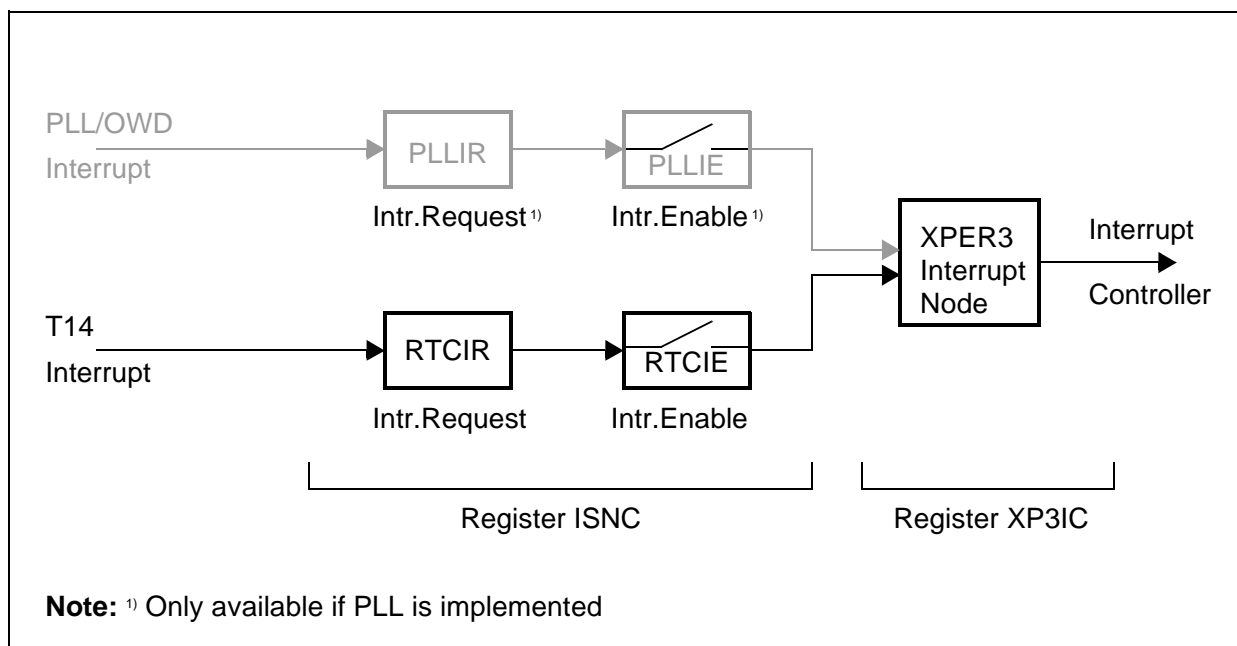 PLL/OWD
Interrupt
PLLIR
PLLIE
Intr.Request 1)
Intr.Enable 1)
XPER3
Interrupt
Node
Interrupt
Controller
T14
Interrupt
RTCIR
RTCIE
Intr.Request
Intr.Enable
Register ISNC
Register XP3IC
Note: 1) Only available if PLL is implemented